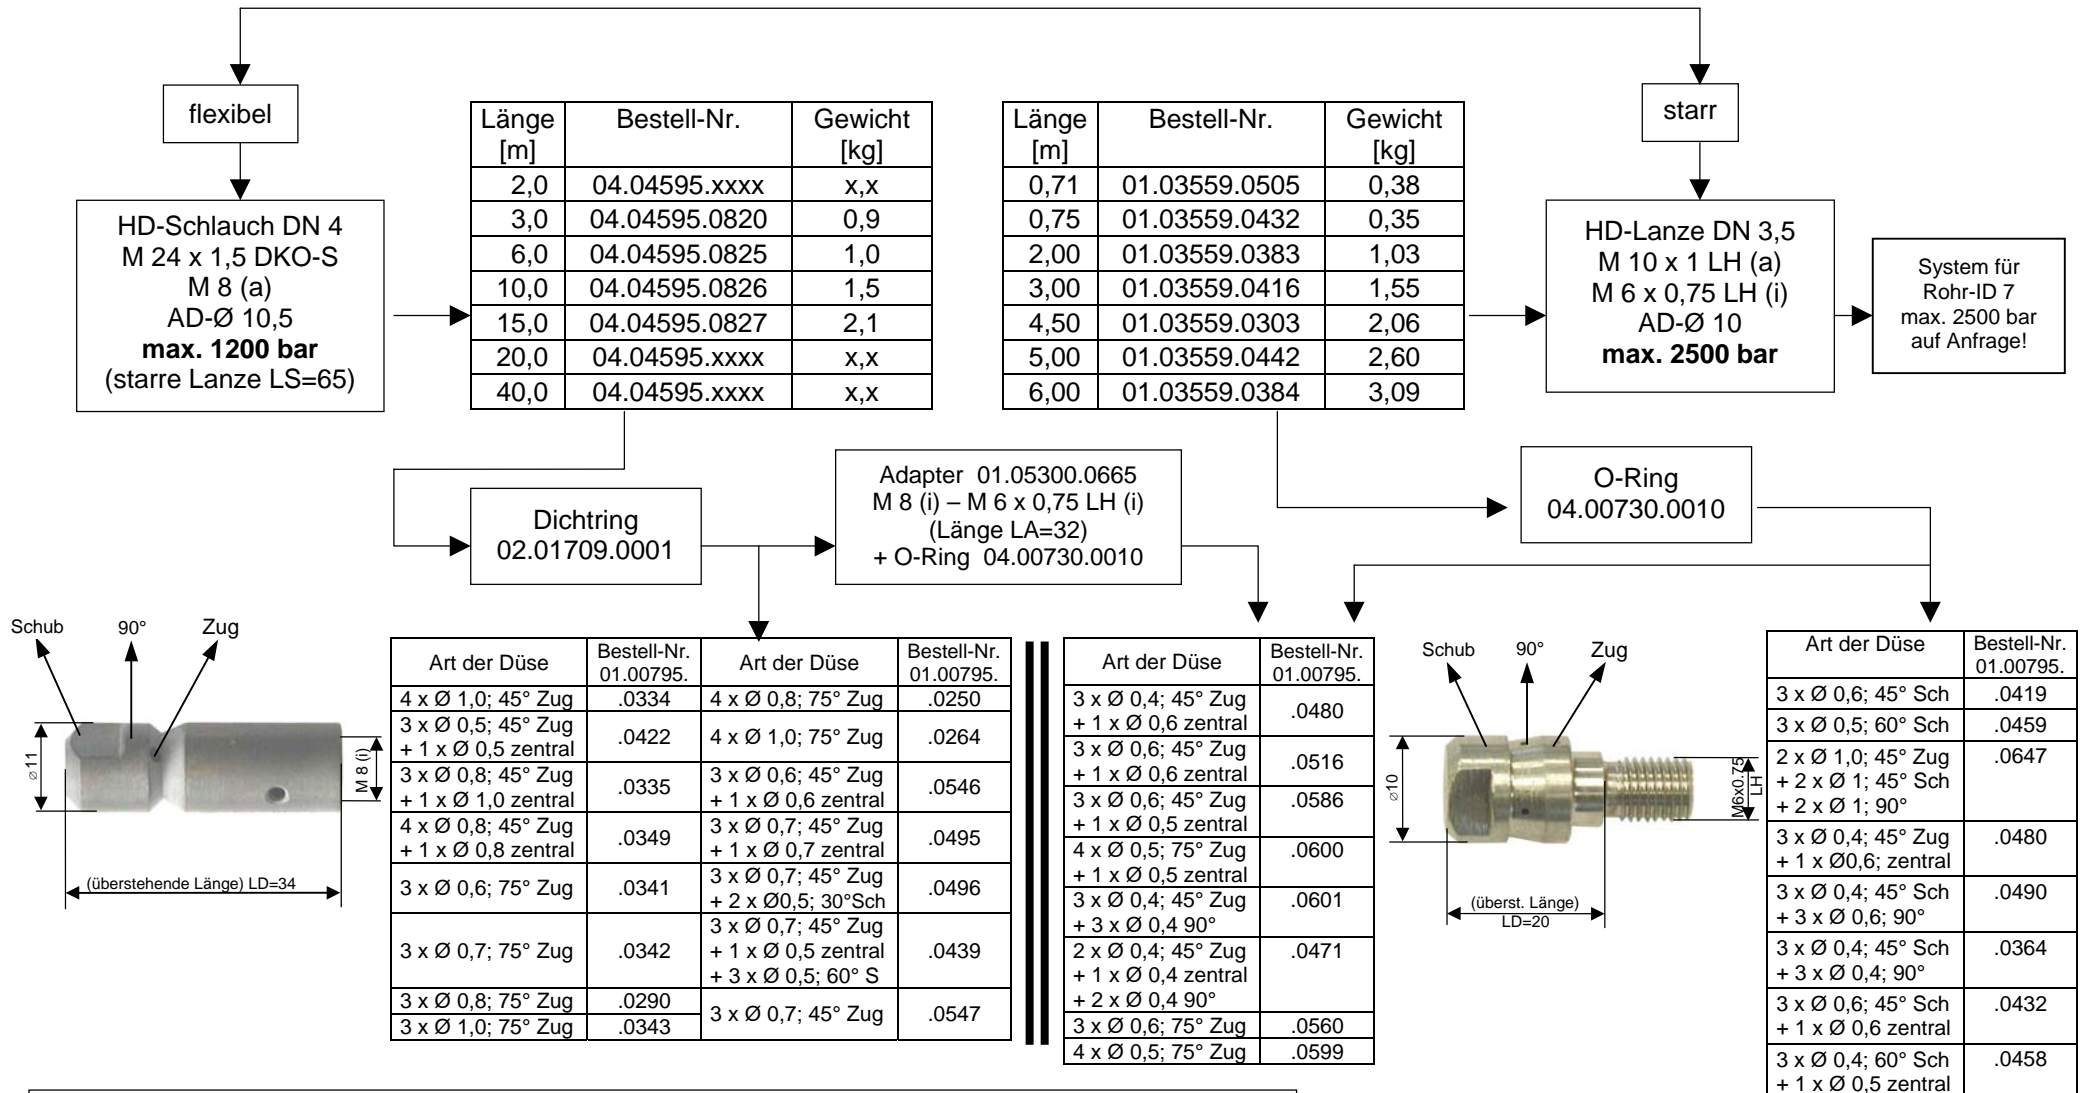 flexibel
starr
HD-Schlauch DN 4
M 24 x 1,5 DKO-S
M 8 (a)
AD-Ø 10,5
max. 1200 bar
(starre Lanze LS=65)
Länge [m] Bestell-Nr. Gewicht [kg]
2,0 04.04595.xxxx x,x
3,0 04.04595.0820 0,9
6,0 04.04595.0825 1,0
10,0 04.04595.0826 1,5
15,0 04.04595.0827 2,1
20,0 04.04595.xxxx x,x
40,0 04.04595.xxxx x,x
Länge [m] Bestell-Nr. Gewicht [kg]
0,71 01.03559.0505 0,38
0,75 01.03559.0432 0,35
2,00 01.03559.0383 1,03
3,00 01.03559.0416 1,55
4,50 01.03559.0303 2,06
5,00 01.03559.0442 2,60
6,00 01.03559.0384 3,09
HD-Lanze DN 3,5
M 10 x 1 LH (a)
M 6 x 0,75 LH (i)
AD-Ø 10
max. 2500 bar
System für
Rohr-ID 7
max. 2500 bar
auf Anfrage!
Dichtring
02.01709.0001
Adapter 01.05300.0665
M 8 (i) – M 6 x 0,75 LH (i)
(Länge LA=32)
+ O-Ring 04.00730.0010
O-Ring
04.00730.0010
Schub 90° Zug
⌀11
M 8 (i)
(überstehende Länge) LD=34
Art der Düse Bestell-Nr. 01.00795. Art der Düse Bestell-Nr. 01.00795.
4 x Ø 1,0; 45° Zug .0334 4 x Ø 0,8; 75° Zug .0250
3 x Ø 0,5; 45° Zug
+ 1 x Ø 0,5 zentral .0422 4 x Ø 1,0; 75° Zug .0264
3 x Ø 0,8; 45° Zug 3 x Ø 0,6; 45° Zug
+ 1 x Ø 1,0 zentral .0335 + 1 x Ø 0,6 zentral .0546
4 x Ø 0,8; 45° Zug 3 x Ø 0,7; 45° Zug
+ 1 x Ø 0,8 zentral .0349 + 1 x Ø 0,7 zentral .0495
3 x Ø 0,6; 75° Zug .0341 3 x Ø 0,7; 45° Zug
+ 2 x Ø0,5; 30°Sch .0496
3 x Ø 0,7; 75° Zug .0342 3 x Ø 0,7; 45° Zug
+ 1 x Ø 0,5 zentral .0439
+ 3 x Ø 0,5; 60° S
3 x Ø 0,8; 75° Zug .0290
3 x Ø 1,0; 75° Zug .0343 3 x Ø 0,7; 45° Zug .0547
Art der Düse Bestell-Nr. 01.00795.
3 x Ø 0,4; 45° Zug
+ 1 x Ø 0,6 zentral .0480
3 x Ø 0,6; 45° Zug
+ 1 x Ø 0,6 zentral .0516
3 x Ø 0,6; 45° Zug
+ 1 x Ø 0,5 zentral .0586
4 x Ø 0,5; 75° Zug .0600
+ 1 x Ø 0,5 zentral
3 x Ø 0,4; 45° Zug .0601
+ 3 x Ø 0,4 90°
2 x Ø 0,4; 45° Zug .0471
+ 1 x Ø 0,4 zentral
+ 2 x Ø 0,4 90°
3 x Ø 0,6; 75° Zug .0560
4 x Ø 0,5; 75° Zug .0599
Schub 90° Zug
⌀10
M6x0.75
LH
(überst. Länge)
LD=20
Art der Düse Bestell-Nr. 01.00795.
3 x Ø 0,6; 45° Sch .0419
3 x Ø 0,5; 60° Sch .0459
2 x Ø 1,0; 45° Zug .0647
+ 2 x Ø 1; 45° Sch
+ 2 x Ø 1; 90°
3 x Ø 0,4; 45° Zug .0480
+ 1 x Ø0,6; zentral
3 x Ø 0,4; 45° Sch .0490
+ 3 x Ø 0,6; 90°
3 x Ø 0,4; 45° Sch .0364
+ 3 x Ø 0,4; 90°
3 x Ø 0,6; 45° Sch .0432
+ 1 x Ø 0,6 zentral
3 x Ø 0,4; 60° Sch .0458
+ 1 x Ø 0,5 zentral